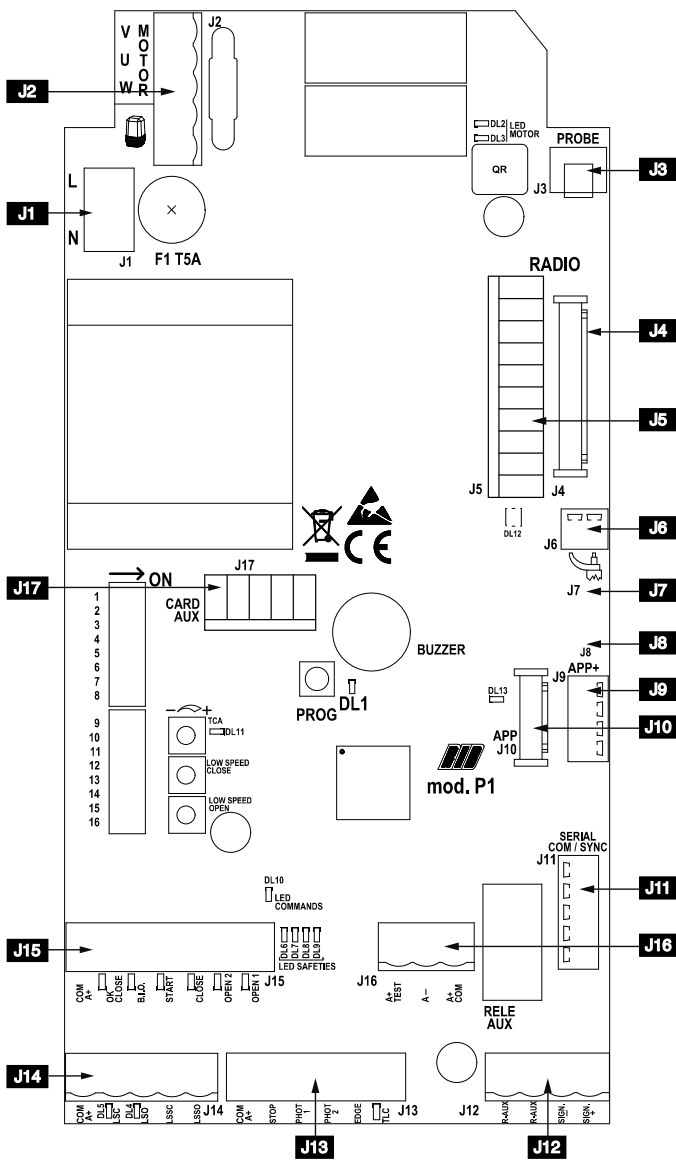 J2
V MOTOR
U
W
J2
DL2
DL3
LED
MOTOR
PROBE
QR
J3
J3
L
J1
N
J1
F1 T5A
RADIO
J4
J5
J5
J4
DL12
J6
J6
CE
J7
J7
J17
J17
ON
CARD
AUX
1
2
3
4
5
6
7
8
BUZZER
J8
J8
J9
APP+
J9
PROG
DL1
DL13
APP
J10
J10
− +
TCA
DL11
9
10
11
12
13
14
15
16
LOW SPEED
CLOSE
LOW SPEED
OPEN
mod. P1
SERIAL
COM / SYNC
J11
J11
DL10
LED
COMMANDS
J15
DL6
DL7
DL8
DL9
LED SAFETIES
J15
COM
A+
OK
CLOSE
B.I.O.
START
CLOSE
OPEN 2
OPEN 1
J16
J16
A+
TEST
A −
A+
COM
RELE
AUX
J14
J14
COM
A+
DL5
LSC
DL4
LSO
LSSC
LSSO
J13
COM
A+
STOP
PHOT
1
PHOT
2
EDGE
TLC
J13
J12
R-AUX
R-AUX
SIGN.
−
SIGN.
+
J12